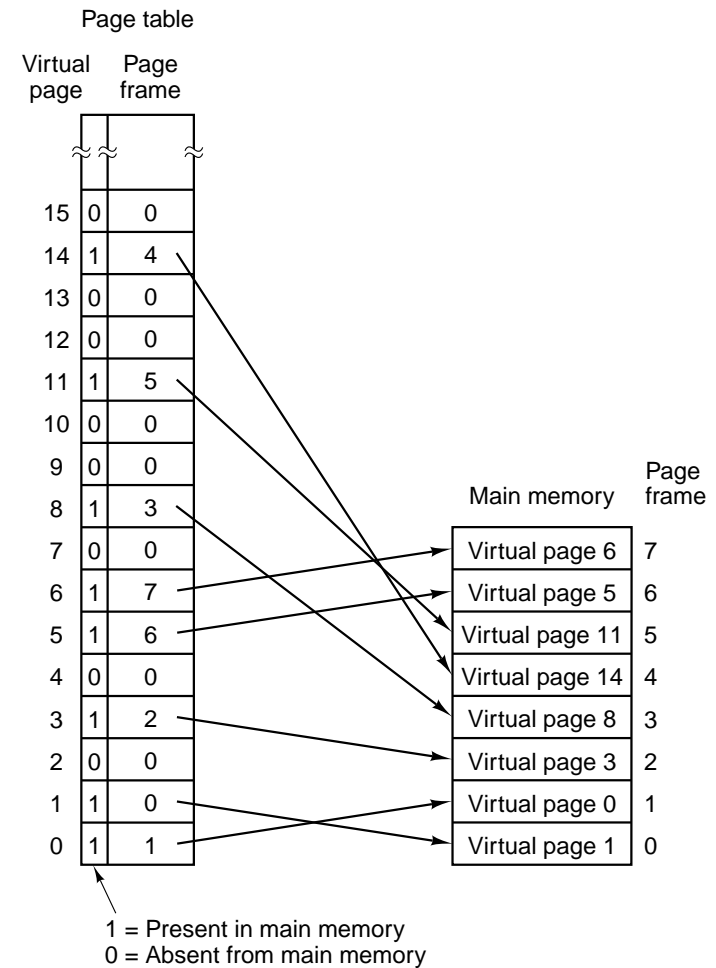 Page table
Virtual page
Page frame
15 0 0
14 1 4
13 0 0
12 0 0
11 1 5
10 0 0
9 0 0
8 1 3
7 0 0
6 1 7
5 1 6
4 0 0
3 1 2
2 0 0
1 1 0
0 1 1
1 = Present in main memory
0 = Absent from main memory
Main memory
Page frame
Virtual page 6 7
Virtual page 5 6
Virtual page 11 5
Virtual page 14 4
Virtual page 8 3
Virtual page 3 2
Virtual page 0 1
Virtual page 1 0